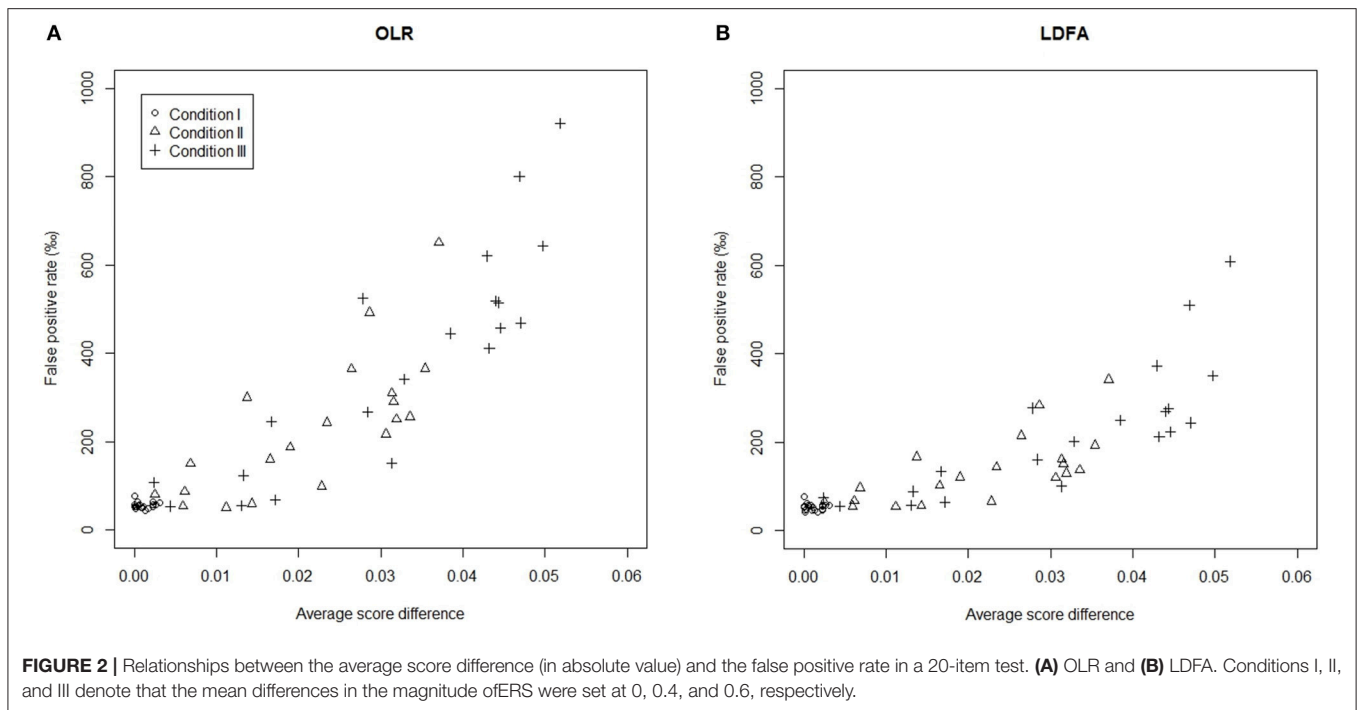 A
OLR
False positive rate (‰)
1000
800
600
400
200
0
Condition I
Condition II
Condition III
0.00 0.01 0.02 0.03 0.04 0.05 0.06
Average score difference
B
LDFA
False positive rate (‰)
1000
800
600
400
200
0
0.00 0.01 0.02 0.03 0.04 0.05 0.06
Average score difference
FIGURE 2 | Relationships between the average score difference (in absolute value) and the false positive rate in a 20-item test. (A) OLR and (B) LDFA. Conditions I, II,
and III denote that the mean differences in the magnitude ofERS were set at 0, 0.4, and 0.6, respectively.